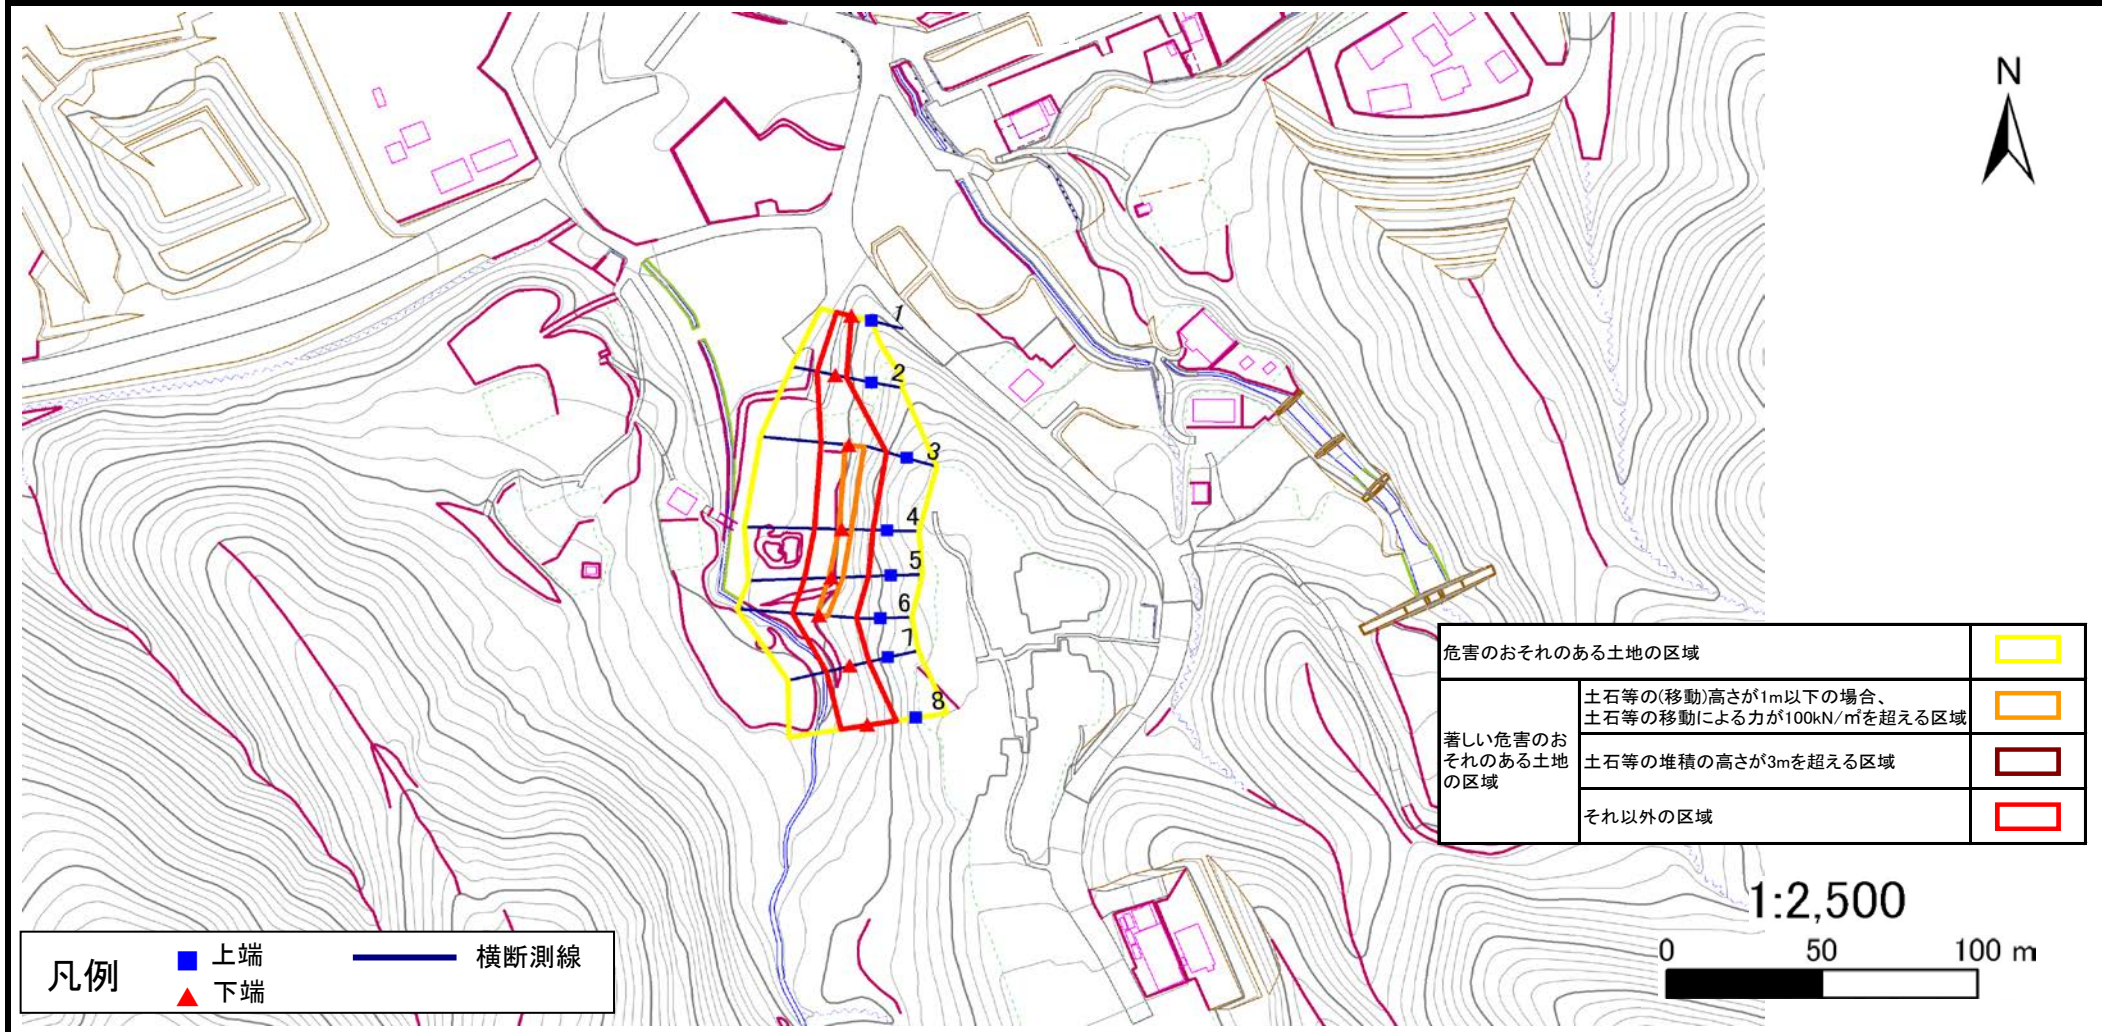 N
1
2
3
4
5
6
7
8
危害のおそれのある土地の区域
著しい危害のお
それのある土地
の区域
土石等の(移動)高さが1m以下の場合、
土石等の移動による力が100kN/㎡を超える区域
土石等の堆積の高さが3mを超える区域
それ以外の区域
1:2,500
0 50 100 m
凡例
上端
下端
横断測線